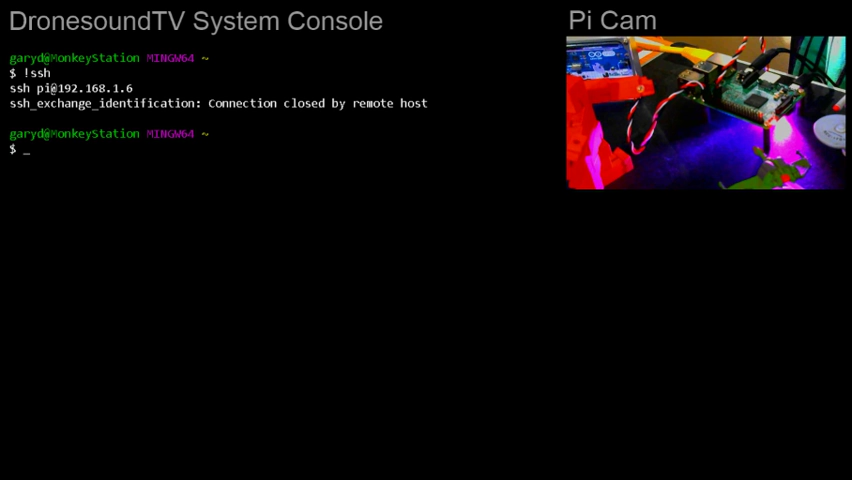 DronesoundTV System Console
Pi Cam
garyd@MonkeyStation MINGW64 ~
$ !ssh
ssh pi@192.168.1.6
ssh_exchange_identification: Connection closed by remote host
garyd@MonkeyStation MINGW64 ~
$ _